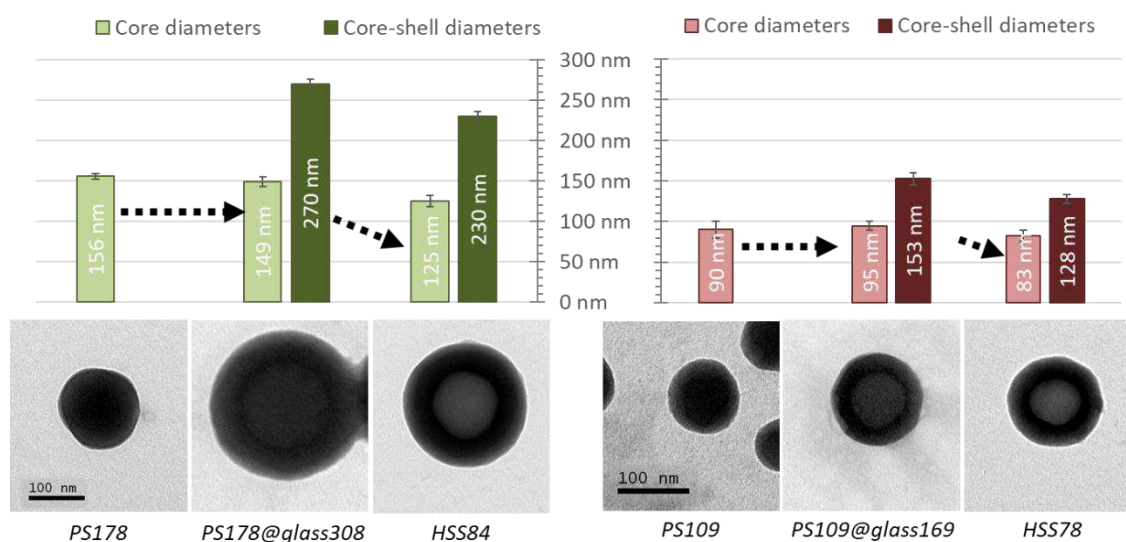 Core diameters
Core-shell diameters
156 nm
149 nm
270 nm
125 nm
230 nm
300 nm
250 nm
200 nm
150 nm
100 nm
50 nm
0 nm
Core diameters
Core-shell diameters
90 nm
95 nm
153 nm
83 nm
128 nm
100 nm
PS178
PS178@glass308
HSS84
100 nm
PS109
PS109@glass169
HSS78